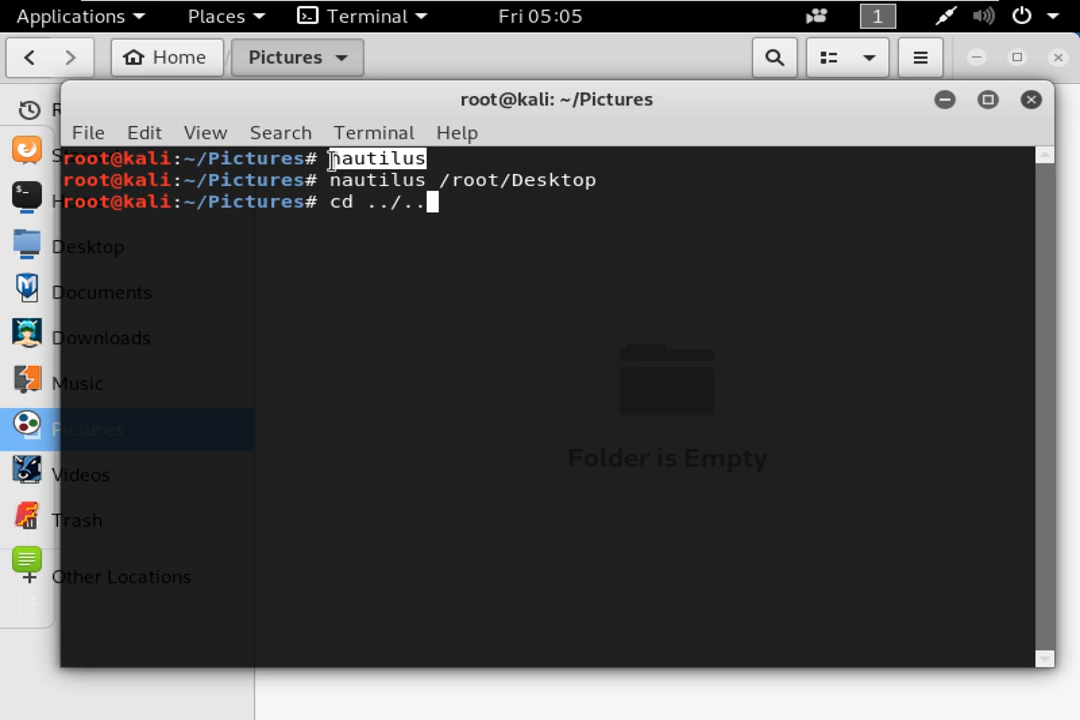 Applications Places Terminal Fri 05:05 1
Home / Pictures
root@kali: ~/Pictures
File Edit View Search Terminal Help
root@kali:~/Pictures# nautilus
root@kali:~/Pictures# nautilus /root/Desktop
root@kali:~/Pictures# cd ../..
Desktop
Documents
Downloads
Music
Pictures
Videos
Trash
+ Other Locations
Folder is Empty